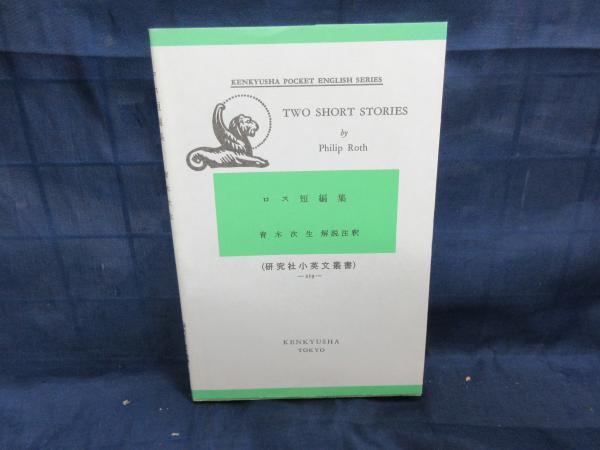 KENKYUSHA POCKET ENGLISH SERIES
TWO SHORT STORIES
by
Philip Roth
ロス短編集
青木次生 解説注釈
(研究社小英文叢書)
KENKYUSHA
TOKYO